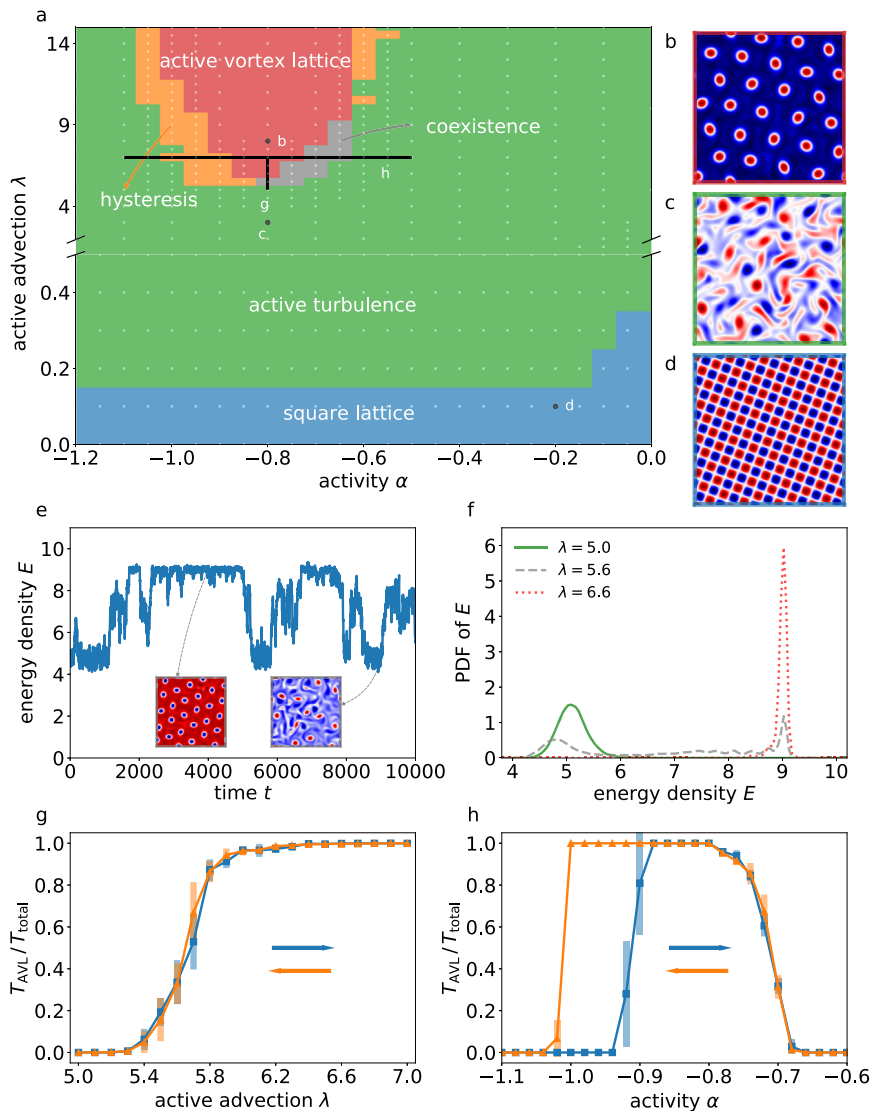 a
14
9
4
0.4
0.2
0.0
active advection λ
active vortex lattice
coexistence
hysteresis
b
h
g
c
active turbulence
square lattice
d
−1.2
−1.0
−0.8
−0.6
−0.4
−0.2
0.0
activity α
b
c
d
e
energy density E
8
6
4
2
0
0
2000
4000
6000
8000
10000
time t
f
PDF of E
6
5
4
3
2
1
0
λ = 5.0
λ = 5.6
λ = 6.6
4
5
6
7
8
9
10
energy density E
g
T_AVL / T_total
1.0
0.8
0.6
0.4
0.2
0.0
5.0
5.4
5.8
6.2
6.6
7.0
active advection λ
h
T_AVL / T_total
1.0
0.8
0.6
0.4
0.2
0.0
−1.1
−1.0
−0.9
−0.8
−0.7
−0.6
activity α